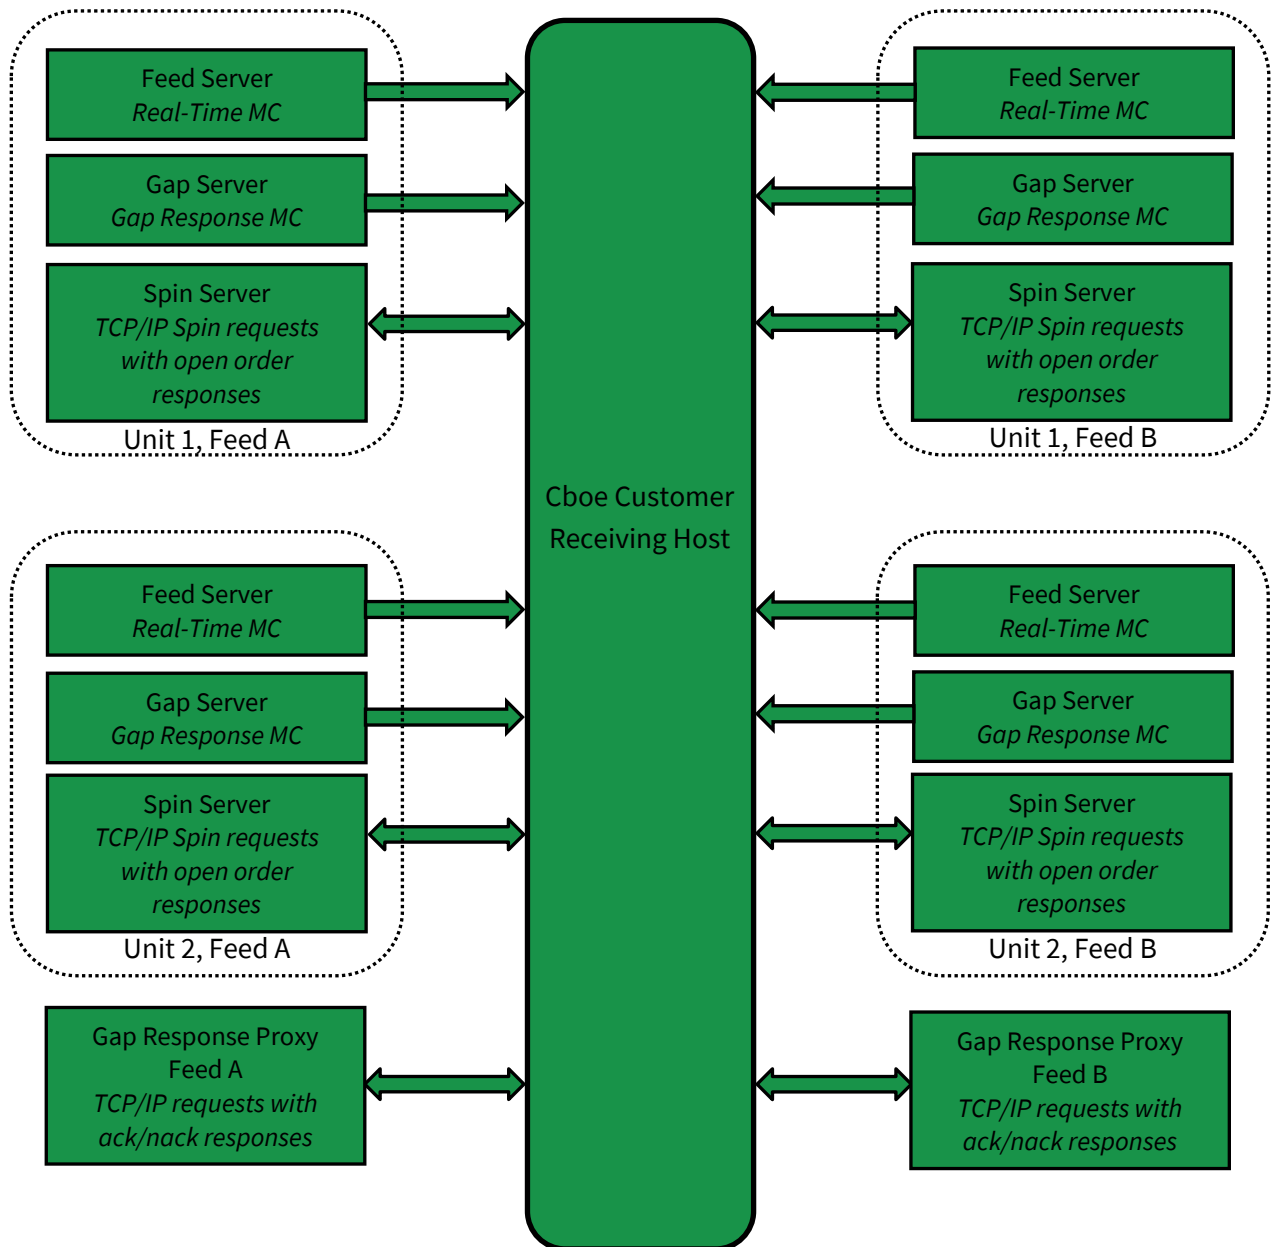 Feed Server
Real-Time MC
Gap Server
Gap Response MC
Spin Server
TCP/IP Spin requests
with open order
responses
Unit 1, Feed A
Feed Server
Real-Time MC
Gap Server
Gap Response MC
Spin Server
TCP/IP Spin requests
with open order
responses
Unit 1, Feed B
Cboe Customer
Receiving Host
Feed Server
Real-Time MC
Gap Server
Gap Response MC
Spin Server
TCP/IP Spin requests
with open order
responses
Unit 2, Feed A
Feed Server
Real-Time MC
Gap Server
Gap Response MC
Spin Server
TCP/IP Spin requests
with open order
responses
Unit 2, Feed B
Gap Response Proxy
Feed A
TCP/IP requests with
ack/nack responses
Gap Response Proxy
Feed B
TCP/IP requests with
ack/nack responses